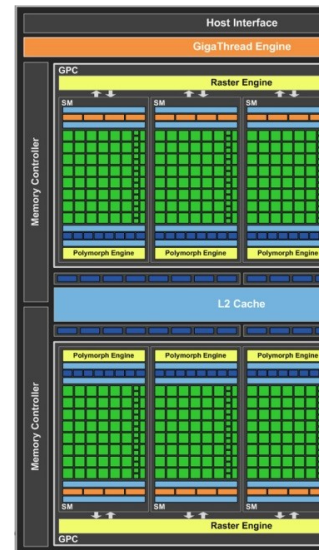 Host Interface
GigaThread Engine
Memory Controller
GPC
Raster Engine
SM
SM
SM
Polymorph Engine
Polymorph Engine
Polymorph Engine
L2 Cache
Memory Controller
Polymorph Engine
Polymorph Engine
Polymorph Engine
SM
SM
SM
Raster Engine
GPC